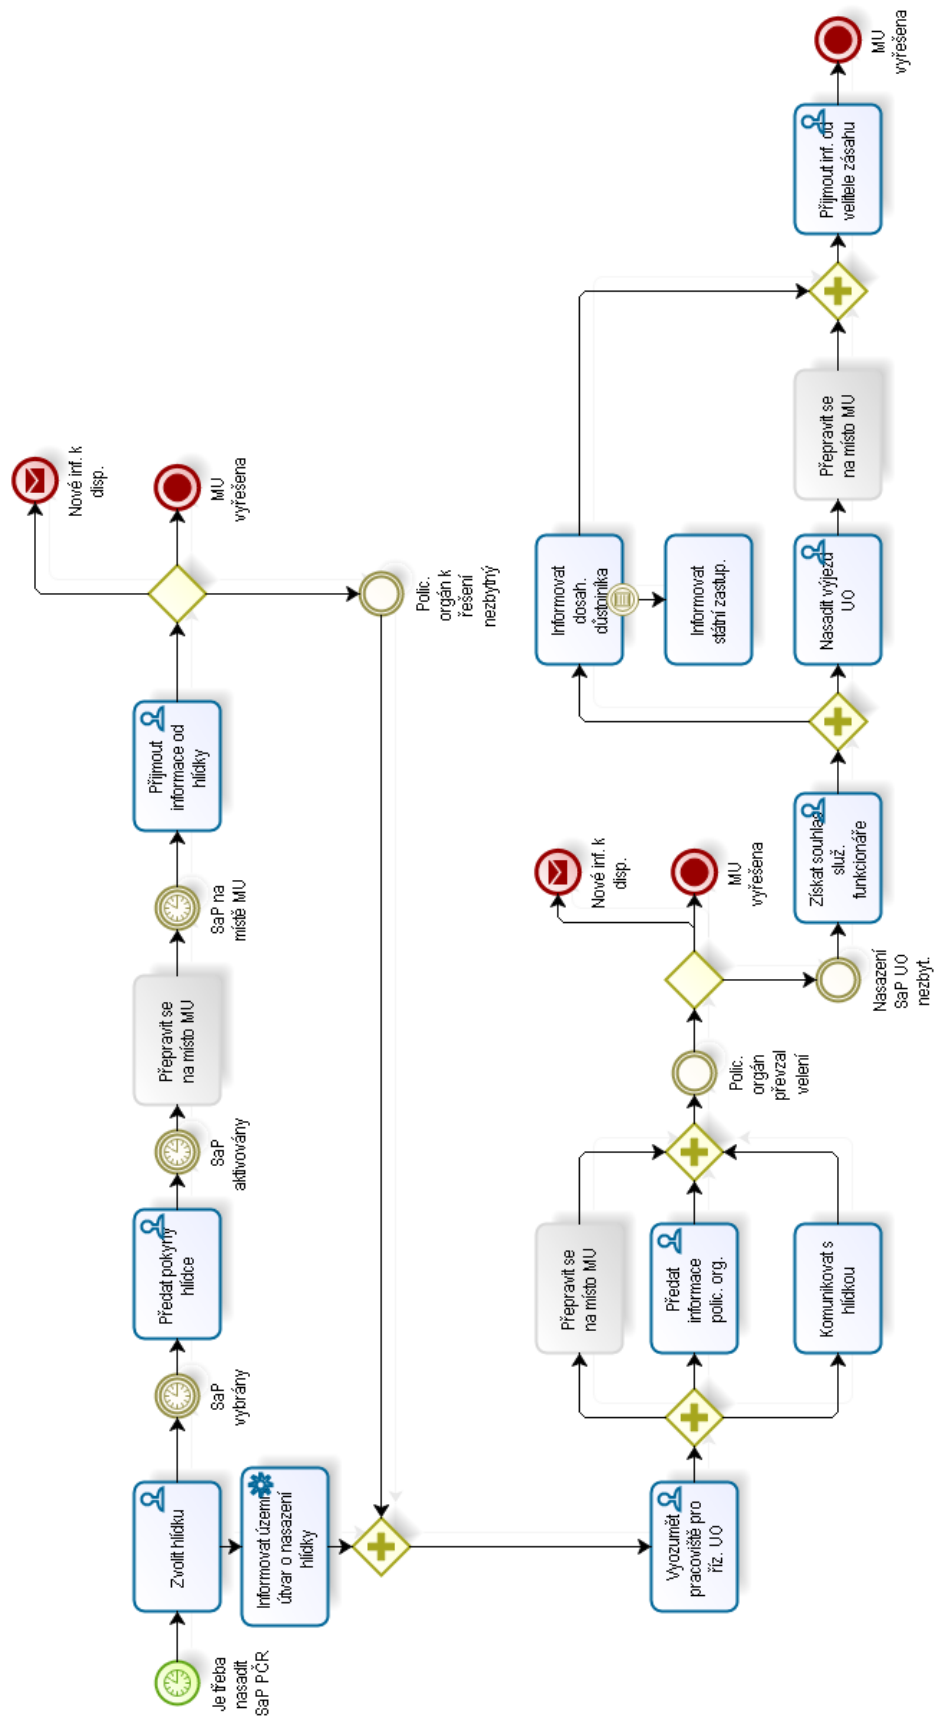 Je třeba
nasadit
SaP PČR
Zvolit hlídku
SaP
vybrány
Předat pokyny
hlídce
SaP
aktivovány
Přepravit se
na místo MU
SaP na
místě MU
Přijmout
informace od
hlídky
Nové inf. k
disp.
MU
vyřešena
Polic.
orgán k
řešení
nezbytný
Informovat územ.
útvar o nasazení
hlídky
Vyozumět
pracoviště pro
říz. UO
Přepravit se
na místo MU
Předat
informace
polic. org.
Komunikovat s
hlídkou
Polic.
orgán
převzal
velení
Nové inf. k
disp.
MU
vyřešena
Nasazení
SaP UO
nezbyt.
Získat souhlas
služ.
funkcionáře
Informovat
dosah.
důstojníka
Informovat
státní zastup.
Nasadit výjezd
UO
Přepravit se
na místo MU
Přijmout inf. od
velitele zásahu
MU
vyřešena